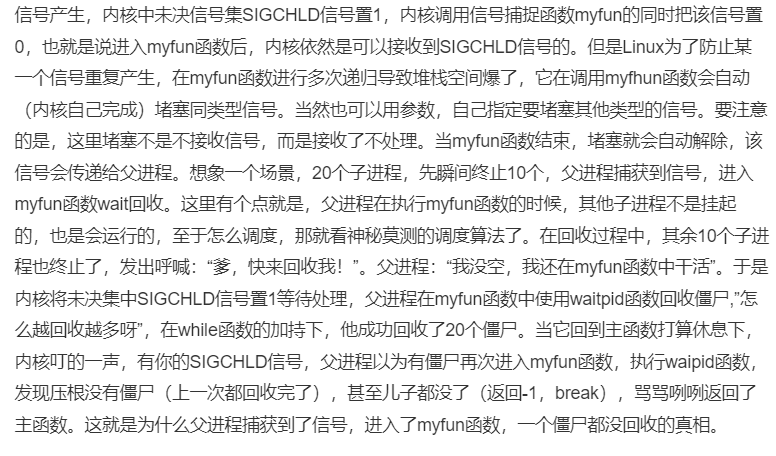 信号产生，内核中未决信号集SIGCHLD信号置1，内核调用信号捕捉函数myfun的同时把该信号置
0，也就是说进入myfun函数后，内核依然是可以接收到SIGCHLD信号的。但是Linux为了防止某
一个信号重复产生，在myfun函数进行多次递归导致堆栈空间爆了，它在调用myfhun函数会自动
（内核自己完成）堵塞同类型信号。当然也可以用参数，自己指定要堵塞其他类型的信号。要注意
的是，这里堵塞不是不接收信号，而是接收了不处理。当myfun函数结束，堵塞就会自动解除，该
信号会传递给父进程。想象一个场景，20个子进程，先瞬间终止10个，父进程捕获到信号，进入
myfun函数wait回收。这里有个点就是，父进程在执行myfun函数的时候，其他子进程不是挂起
的，也是会运行的，至于怎么调度，那就看神秘莫测的调度算法了。在回收过程中，其余10个子进
程也终止了，发出呼喊：“爹，快来回收我！”。父进程：“我没空，我还在myfun函数中干活”。于是
内核将未决集中SIGCHLD信号置1等待处理，父进程在myfun函数中使用waitpid函数回收僵尸,”怎
么越回收越多呀”，在while函数的加持下，他成功回收了20个僵尸。当它回到主函数打算休息下，
内核叮的一声，有你的SIGCHLD信号，父进程以为有僵尸再次进入myfun函数，执行waipid函数，
发现压根没有僵尸（上一次都回收完了），甚至儿子都没了（返回-1，break），骂骂咧咧返回了
主函数。这就是为什么父进程捕获到了信号，进入了myfun函数，一个僵尸都没回收的真相。